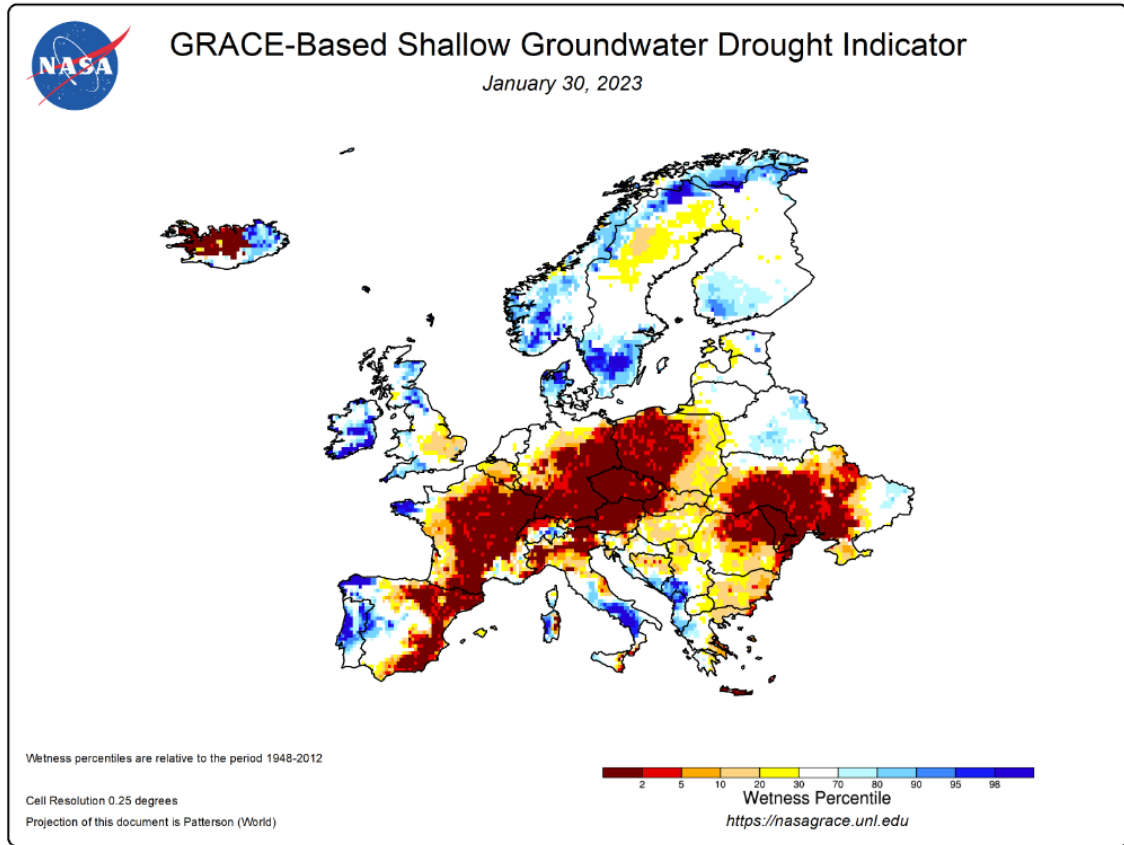 NASA
GRACE-Based Shallow Groundwater Drought Indicator
January 30, 2023
Wetness percentiles are relative to the period 1948-2012
Cell Resolution 0.25 degrees
Projection of this document is Patterson (World)
2 5 10 20 30 70 80 90 95 98
Wetness Percentile
https://nasagrace.unl.edu